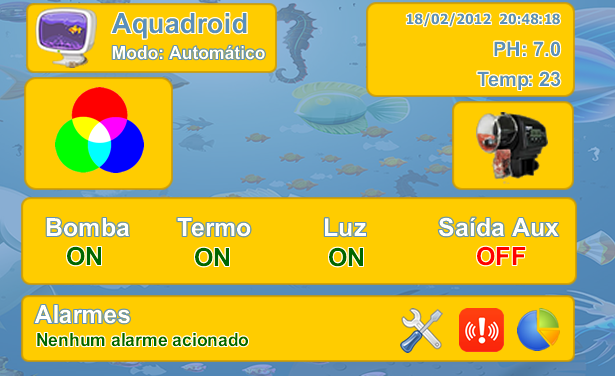 Aquadroid
Modo: Automático
18/02/2012 20:48:18
PH: 7.0
Temp: 23
Bomba Termo Luz Saída Aux
ON ON ON OFF
Alarmes
Nenhum alarme acionado